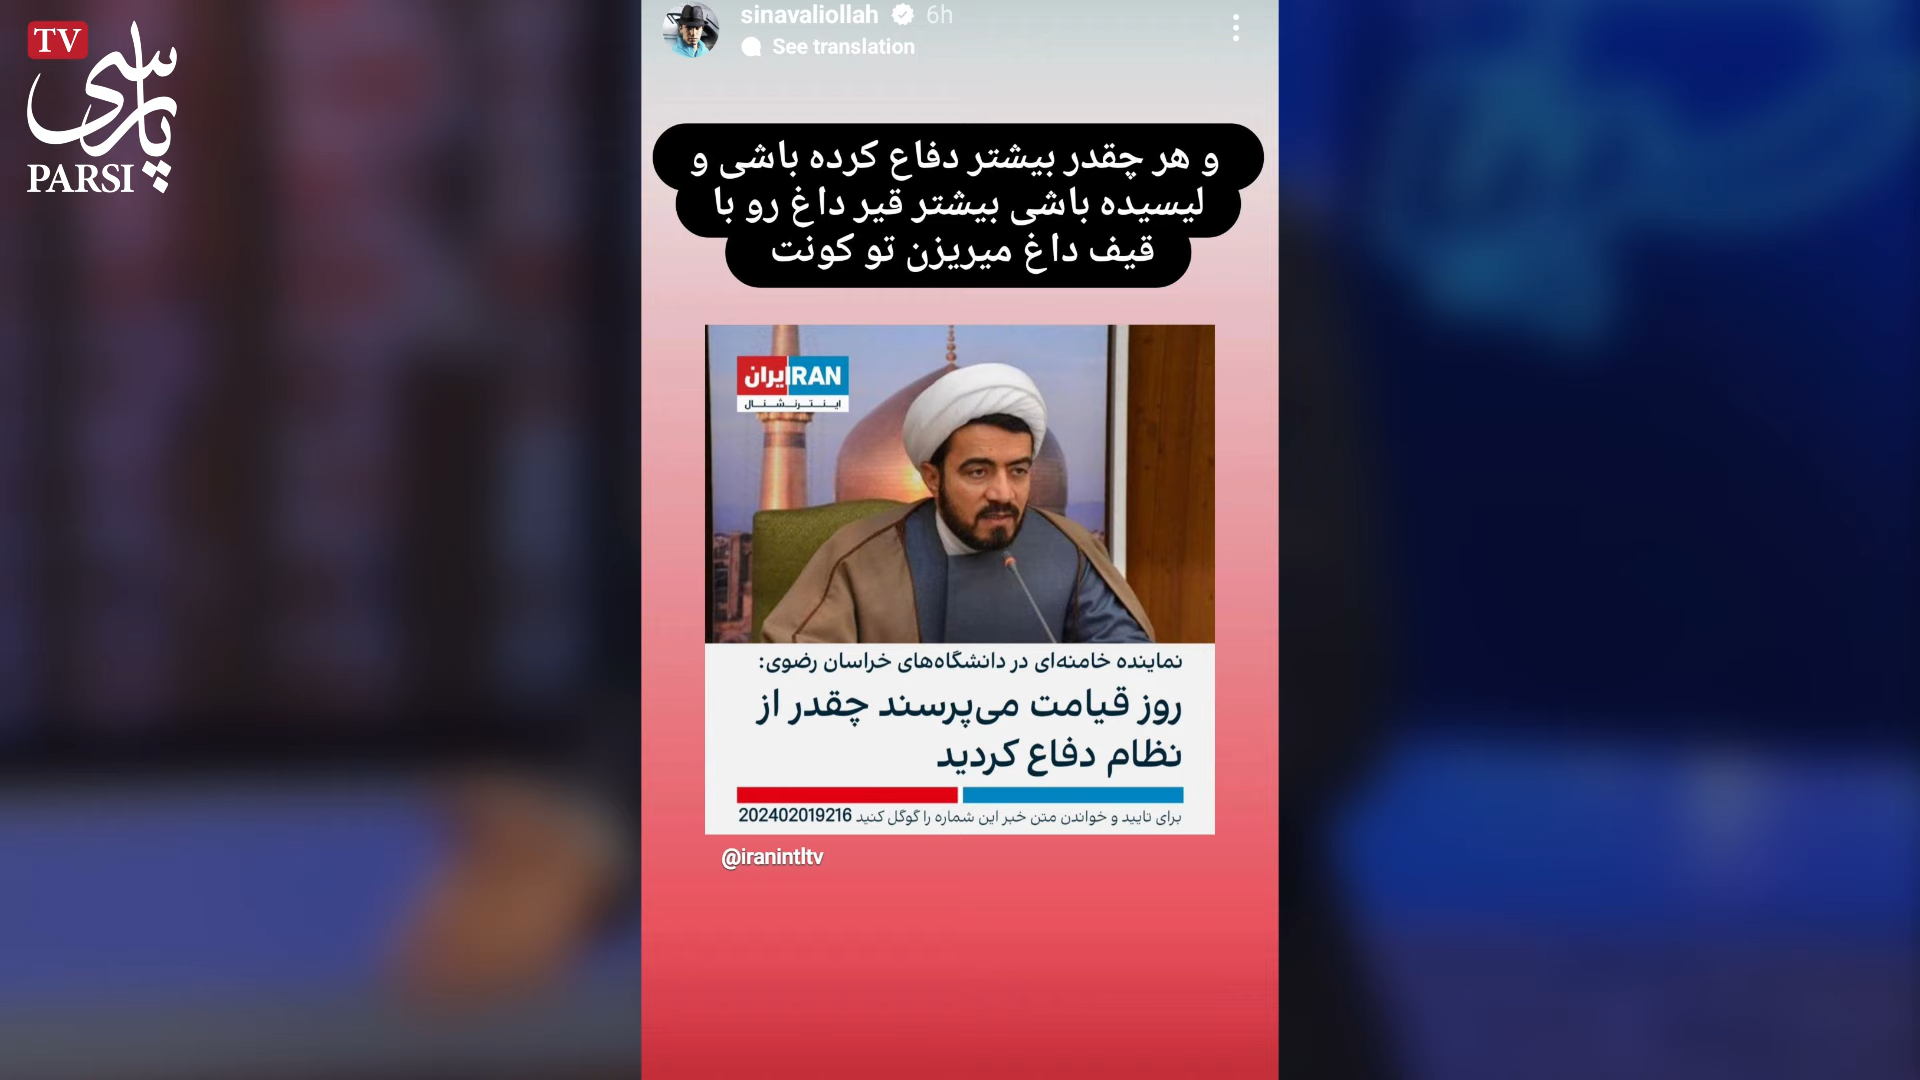 TV
پارسی
PARSI
sinavaliollah 6h
See translation
و هر چقدر بیشتر دفاع کرده باشی و
لیسیده باشی بیشتر قیر داغ رو با
قیف داغ میریزن تو کونت
ایران IRAN
اینترنشنال
نماینده خامنه‌ای در دانشگاه‌های خراسان رضوی:
روز قیامت می‌پرسند چقدر از
نظام دفاع کردید
برای تایید و خواندن متن خبر این شماره را گوگل کنید 202402019216
@iranintltv